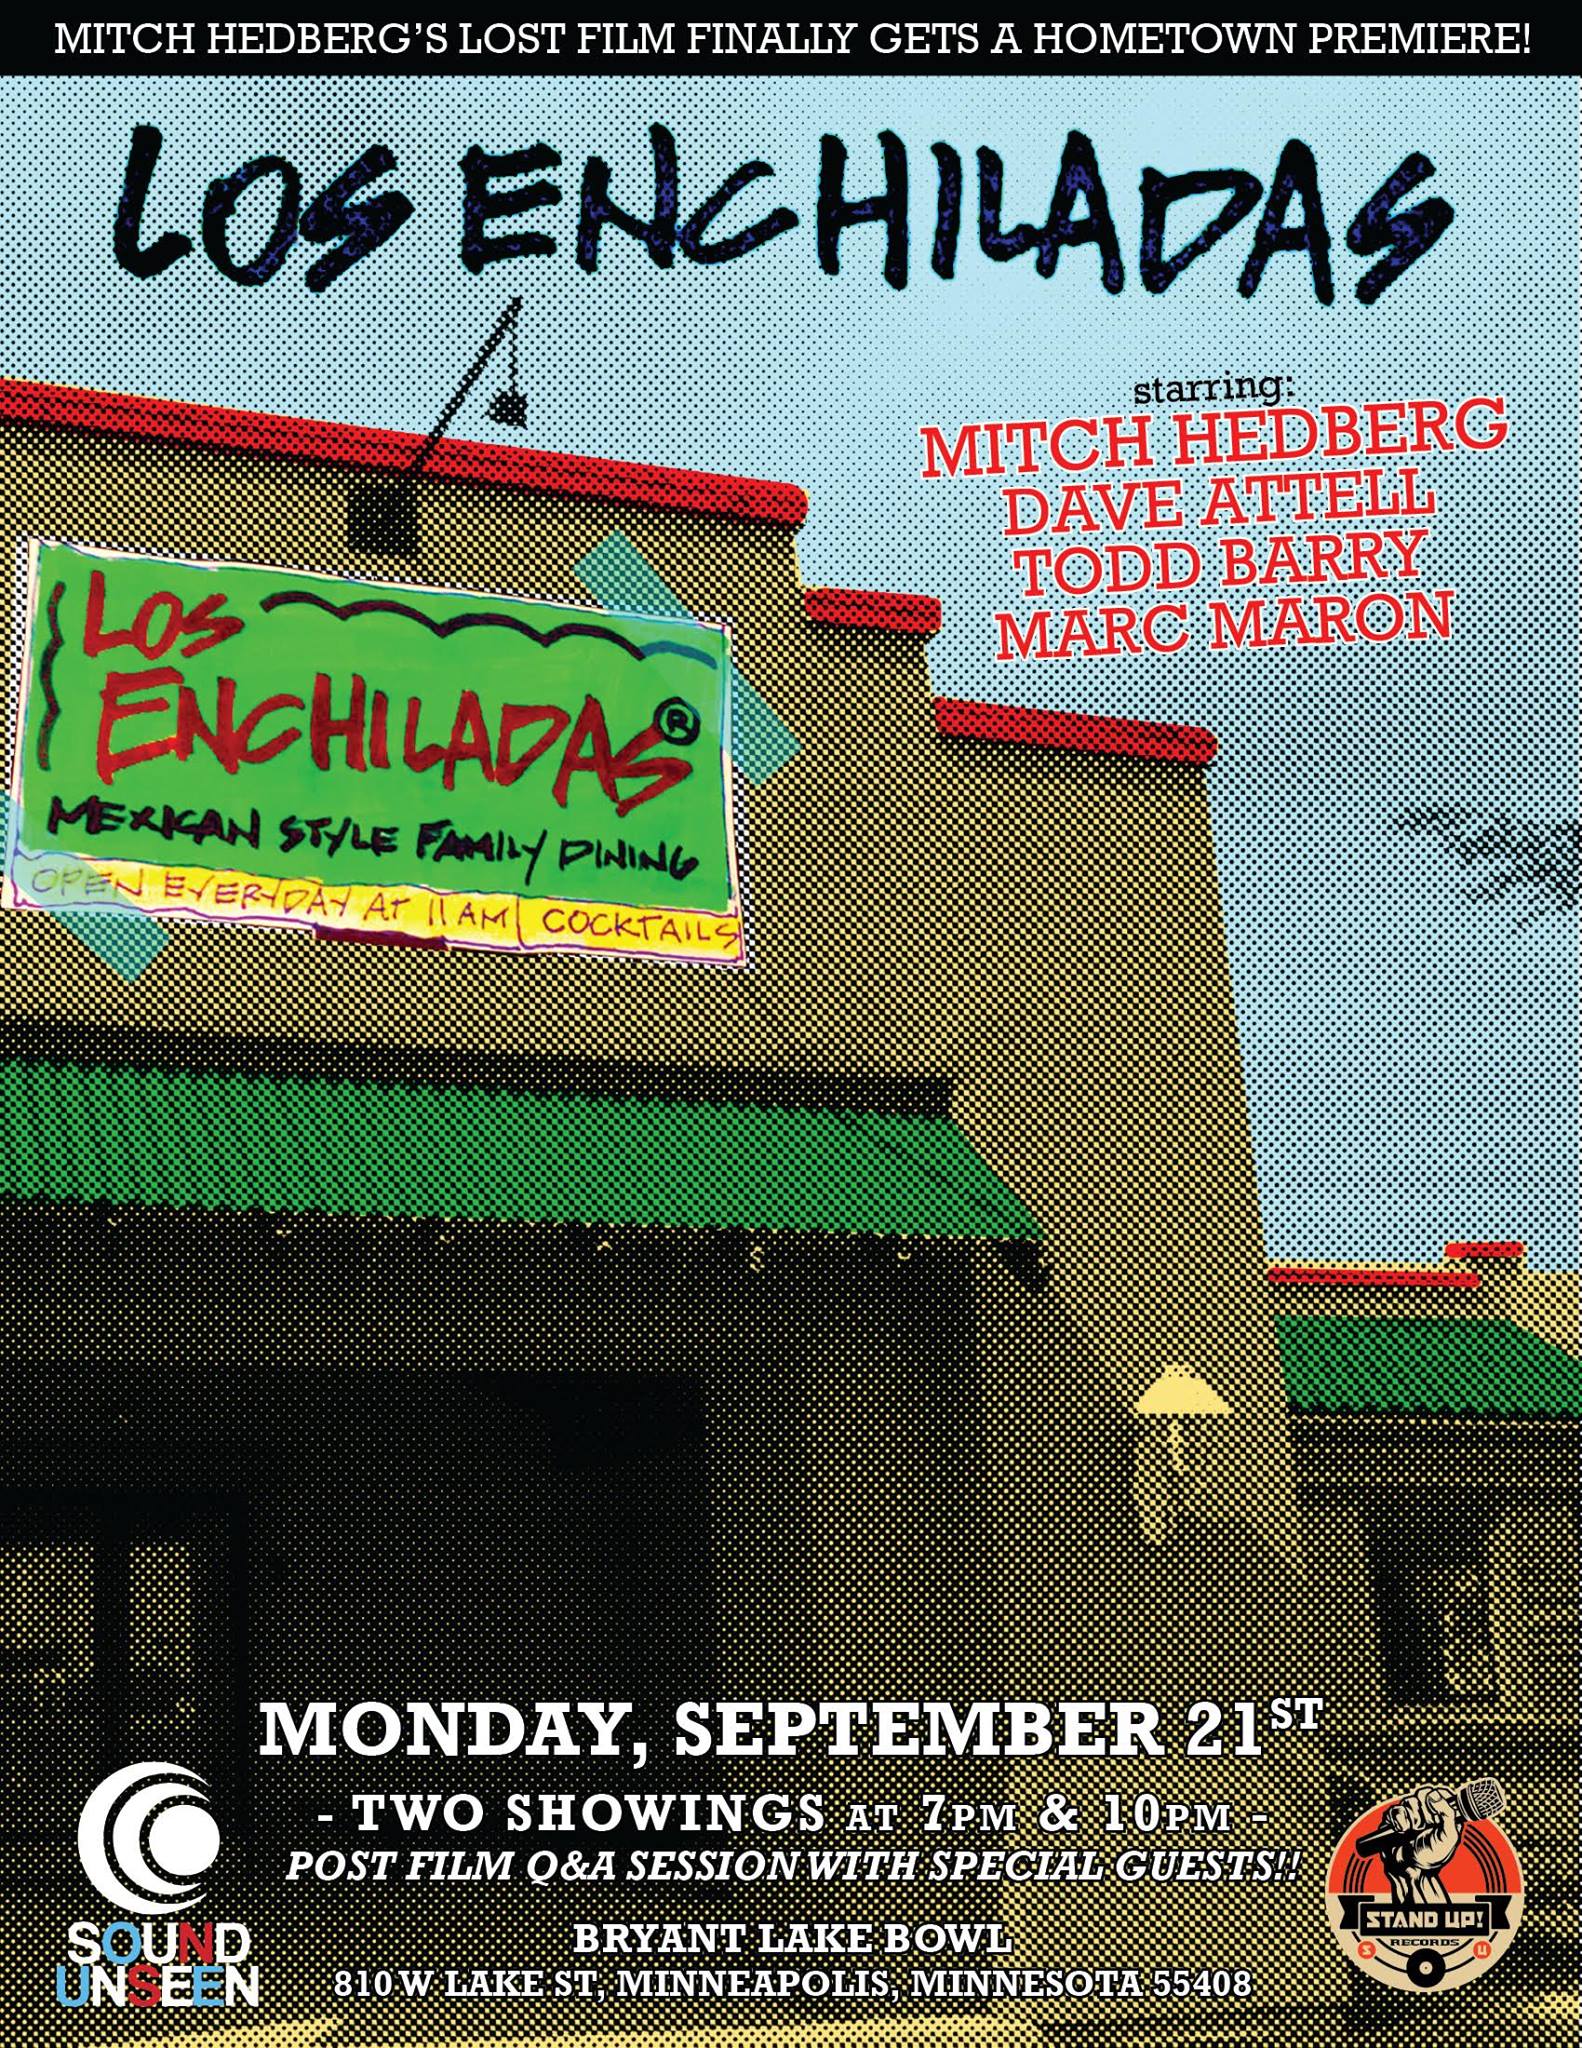 MITCH HEDBERG'S LOST FILM FINALLY GETS A HOMETOWN PREMIERE!
LOS ENCHILADAS
starring:
MITCH HEDBERG
DAVE ATTELL
TODD BARRY
MARC MARON
LOS
ENCHILADAS ®
MEXICAN STYLE FAMILY DINING
OPEN EVERYDAY AT 11 AM COCKTAILS
MONDAY, SEPTEMBER 21ST
- TWO SHOWINGS AT 7PM & 10PM -
POST FILM Q&A SESSION WITH SPECIAL GUESTS!!
BRYANT LAKE BOWL
810 W LAKE ST, MINNEAPOLIS, MINNESOTA 55408
SOUND
UNSEEN
STAND UP!
RECORDS
S U